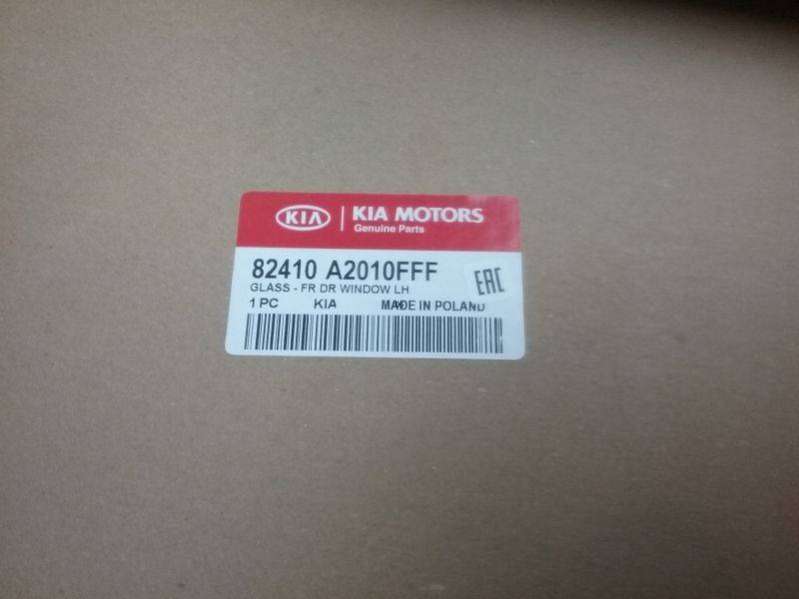 KIA KIA MOTORS
Genuine Parts
82410 A2010FFF
EAC
GLASS - FR DR WINDOW LH
1 PC KIA MADE IN POLAND